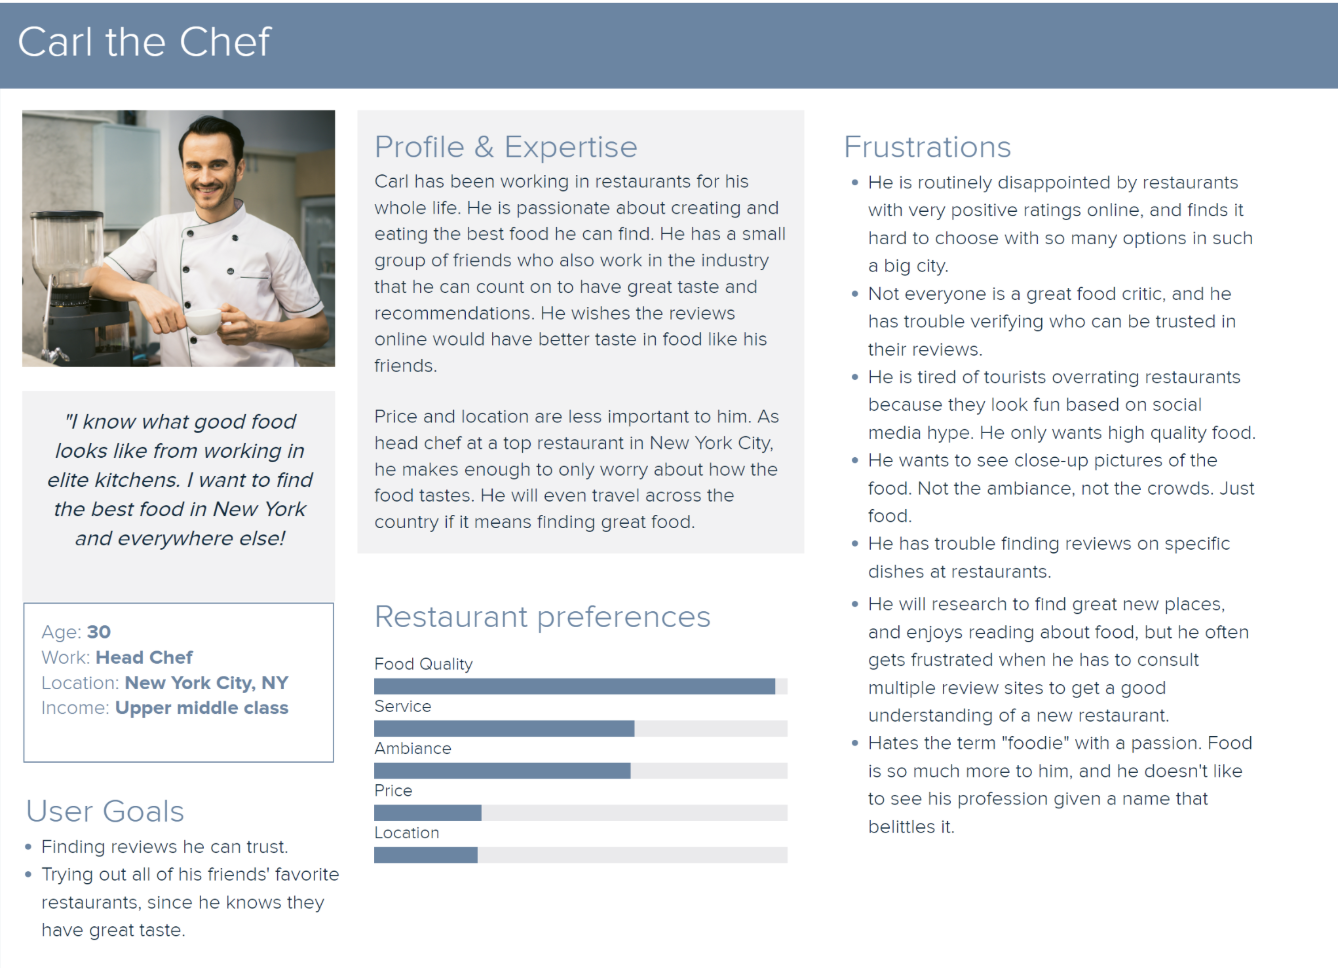 Carl the Chef
"I know what good food
looks like from working in
elite kitchens. I want to find
the best food in New York
and everywhere else!
Age: 30
Work: Head Chef
Location: New York City, NY
Income: Upper middle class
User Goals
• Finding reviews he can trust.
• Trying out all of his friends' favorite
restaurants, since he knows they
have great taste.
Profile & Expertise
Carl has been working in restaurants for his
whole life. He is passionate about creating and
eating the best food he can find. He has a small
group of friends who also work in the industry
that he can count on to have great taste and
recommendations. He wishes the reviews
online would have better taste in food like his
friends.
Price and location are less important to him. As
head chef at a top restaurant in New York City,
he makes enough to only worry about how the
food tastes. He will even travel across the
country if it means finding great food.
Restaurant preferences
Food Quality
Service
Ambiance
Price
Location
Frustrations
• He is routinely disappointed by restaurants
with very positive ratings online, and finds it
hard to choose with so many options in such
a big city.
• Not everyone is a great food critic, and he
has trouble verifying who can be trusted in
their reviews.
• He is tired of tourists overrating restaurants
because they look fun based on social
media hype. He only wants high quality food.
• He wants to see close-up pictures of the
food. Not the ambiance, not the crowds. Just
food.
• He has trouble finding reviews on specific
dishes at restaurants.
• He will research to find great new places,
and enjoys reading about food, but he often
gets frustrated when he has to consult
multiple review sites to get a good
understanding of a new restaurant.
• Hates the term "foodie" with a passion. Food
is so much more to him, and he doesn't like
to see his profession given a name that
belittles it.